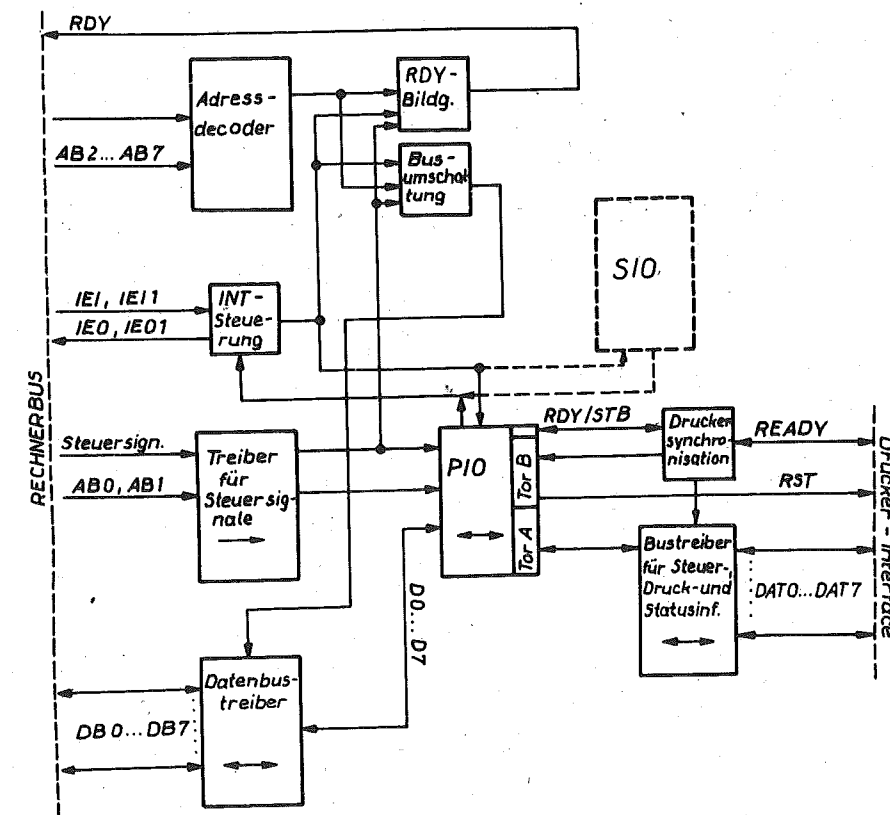 RDY
Adress-
decoder
RDY-
Bildg.
AB2...AB7
Bus-
umschal-
tung
SIO
IEI, IEI1
IEO, IEO1
INT-
Steue-
rung
RECHNERBUS
Steuersign.
AB0, AB1
Treiber
für
Steuersig-
nale
PIO
Tor B
Tor A
RDY/STB
Drucker
synchro-
nisation
READY
RST
Bustreiber
für Steuer-,
Druck-und
Statusinf.
DAT0...DAT7
Drucker-Interface
D0...D7
Datenbus-
treiber
DB0...DB7